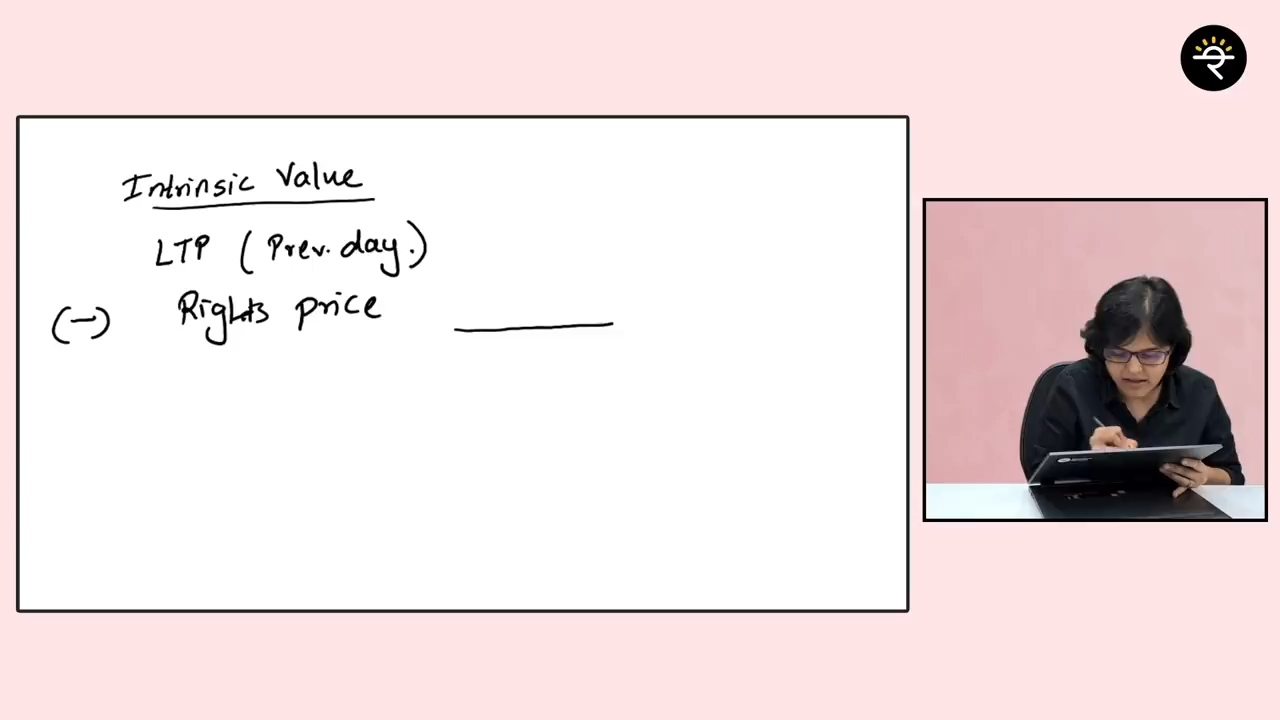 Intrinsic Value
LTP (Prev. day.)
(-) Rights price